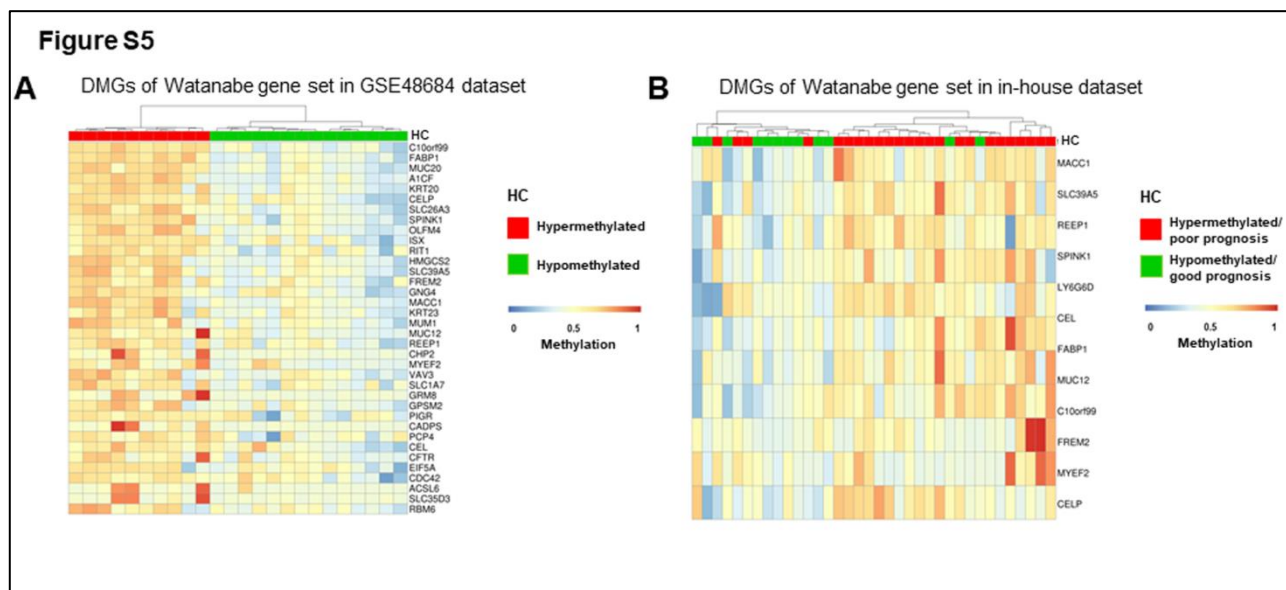 Figure S5
A
DMGs of Watanabe gene set in GSE48684 dataset
HC
C10orf99
FABP1
MUC20
A1CF
KRT20
CELP
SLC26A3
SPINK1
OLFM4
ISX
RIT1
HMGCS2
SLC39A5
FREM2
GNG4
MACC1
KRT23
MUM1
MUC12
REEP1
CHP2
MYEF2
VAV3
SLC1A7
GRM8
GPSM2
PIGR
CADPS
PCP4
CEL
CFTR
EIF5A
CDC42
ACSL6
SLC35D3
RBM6
HC
Hypermethylated
Hypomethylated
0 0.5 1
Methylation
B
DMGs of Watanabe gene set in in-house dataset
HC
MACC1
SLC39A5
REEP1
SPINK1
LY6G6D
CEL
FABP1
MUC12
C10orf99
FREM2
MYEF2
CELP
HC
Hypermethylated/
poor prognosis
Hypomethylated/
good prognosis
0 0.5 1
Methylation